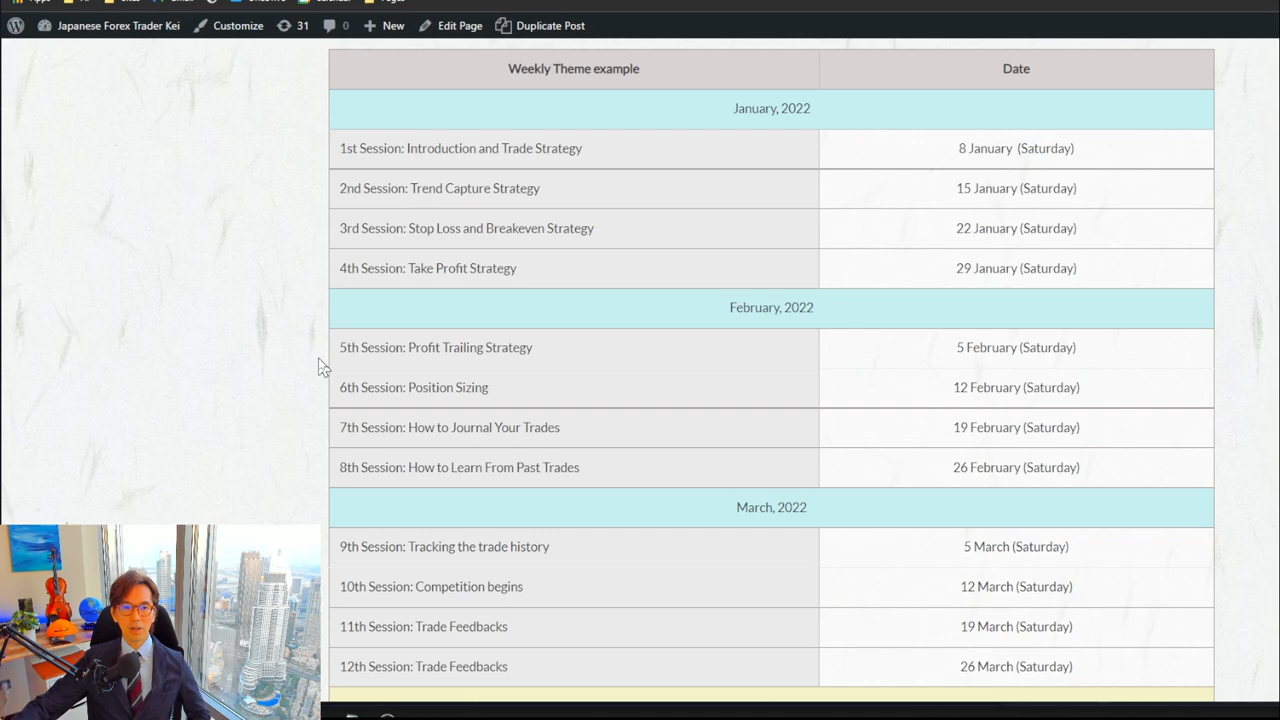 Japanese Forex Trader Kei Customize 31 0 New Edit Page Duplicate Post
Weekly Theme example Date
January, 2022
1st Session: Introduction and Trade Strategy 8 January (Saturday)
2nd Session: Trend Capture Strategy 15 January (Saturday)
3rd Session: Stop Loss and Breakeven Strategy 22 January (Saturday)
4th Session: Take Profit Strategy 29 January (Saturday)
February, 2022
5th Session: Profit Trailing Strategy 5 February (Saturday)
6th Session: Position Sizing 12 February (Saturday)
7th Session: How to Journal Your Trades 19 February (Saturday)
8th Session: How to Learn From Past Trades 26 February (Saturday)
March, 2022
9th Session: Tracking the trade history 5 March (Saturday)
10th Session: Competition begins 12 March (Saturday)
11th Session: Trade Feedbacks 19 March (Saturday)
12th Session: Trade Feedbacks 26 March (Saturday)